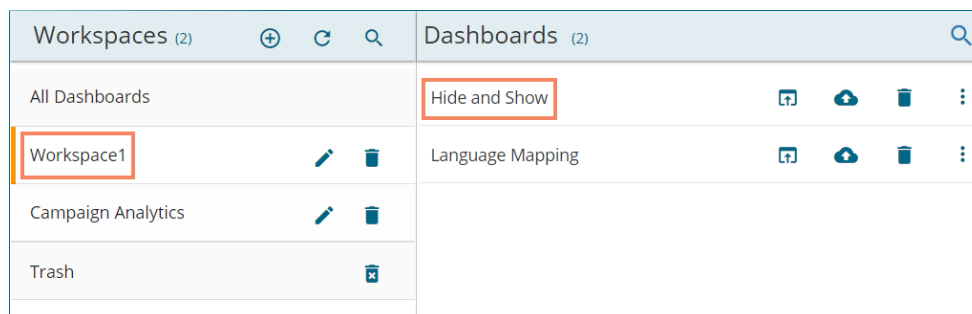 Workspaces (2)
All Dashboards
Workspace1
Campaign Analytics
Trash
Dashboards (2)
Hide and Show
Language Mapping